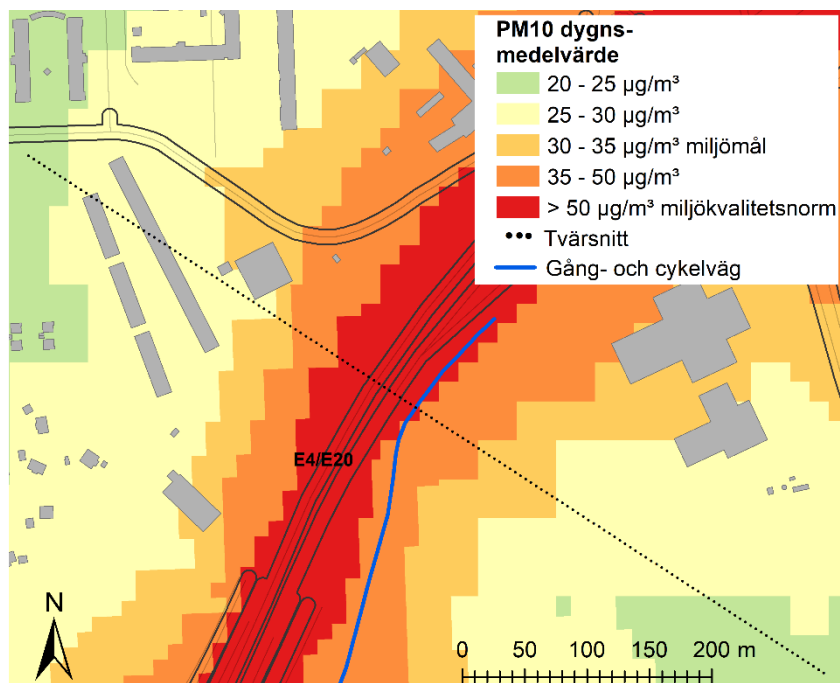 PM10 dygns-
medelvärde
20 - 25 µg/m³
25 - 30 µg/m³
30 - 35 µg/m³ miljömål
35 - 50 µg/m³
> 50 µg/m³ miljökvalitetsnorm
Tvärsnitt
Gång- och cykelväg
E4/E20
N
0 50 100 150 200 m